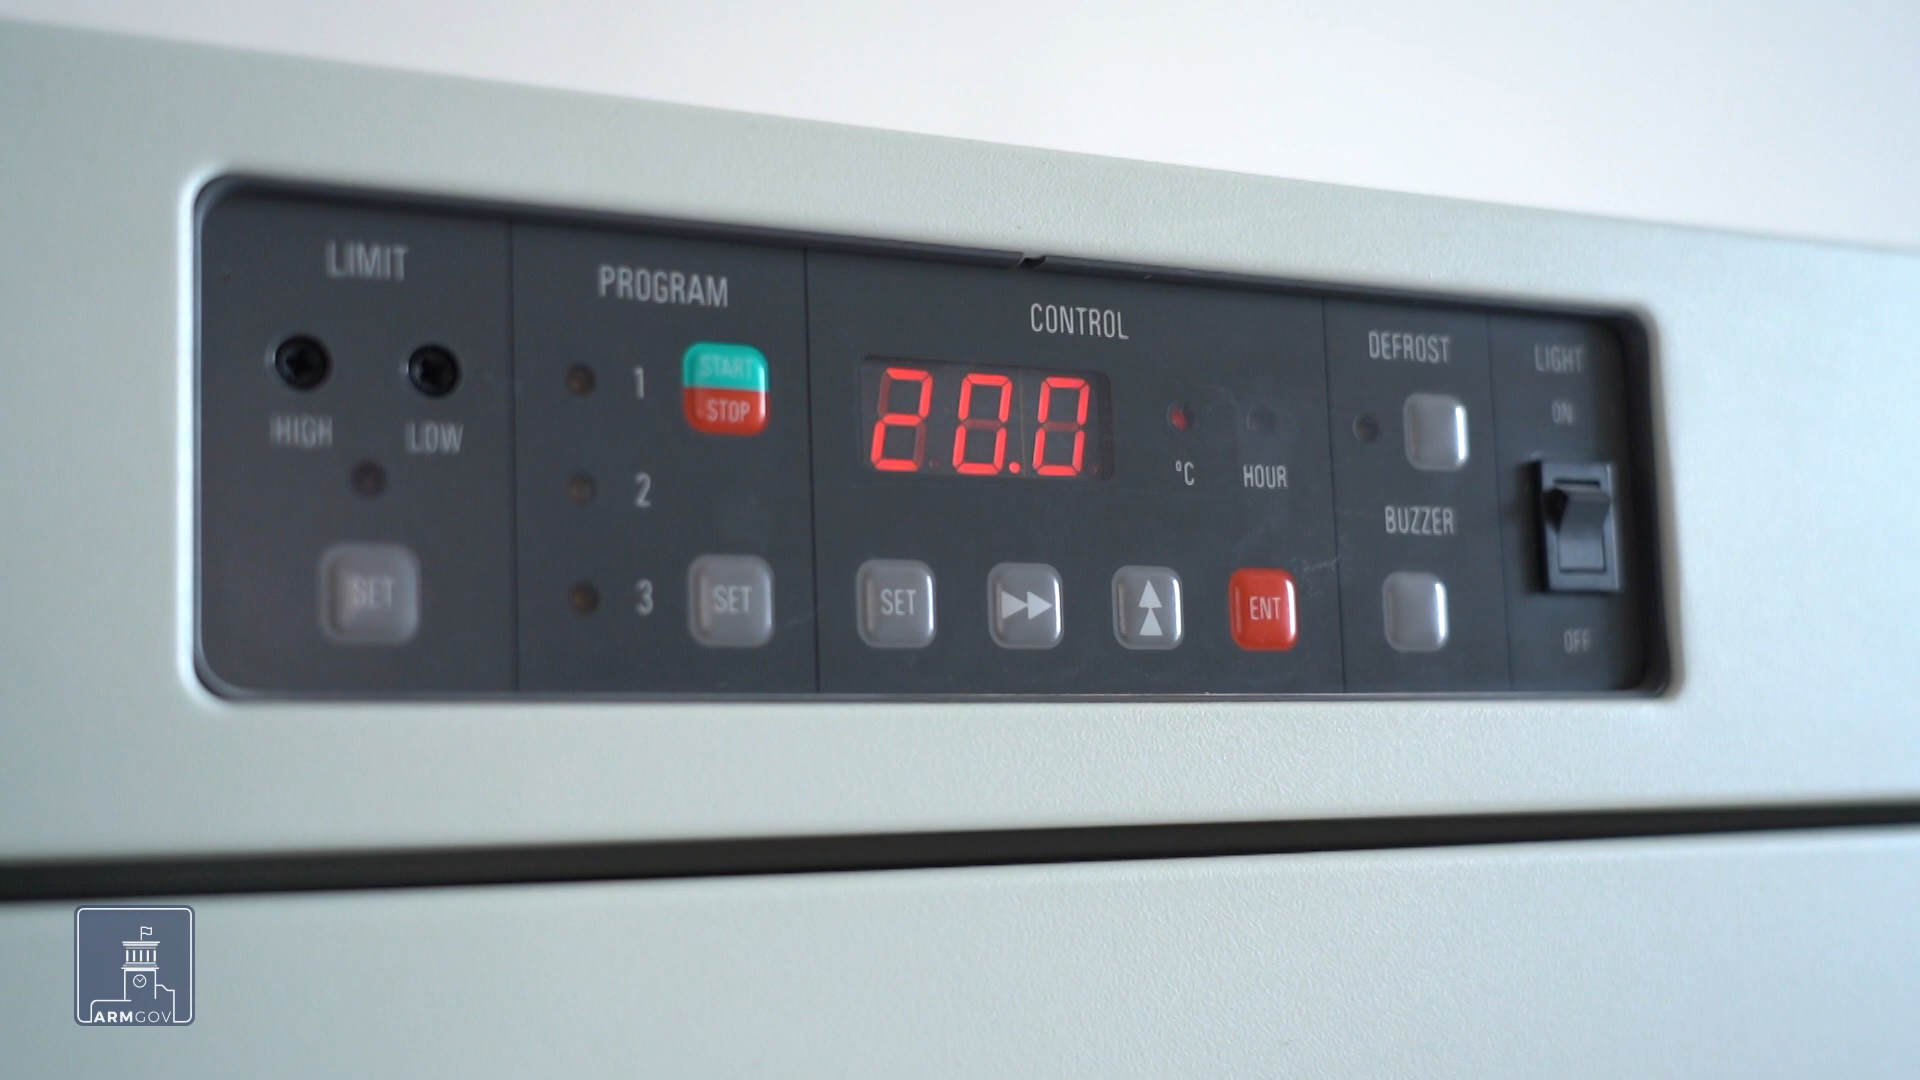 LIMIT
HIGH
LOW
SET
PROGRAM
1
START
STOP
2
3
SET
CONTROL
20.0
°C
HOUR
SET
ENT
DEFROST
BUZZER
LIGHT
ON
OFF
ARMGOV